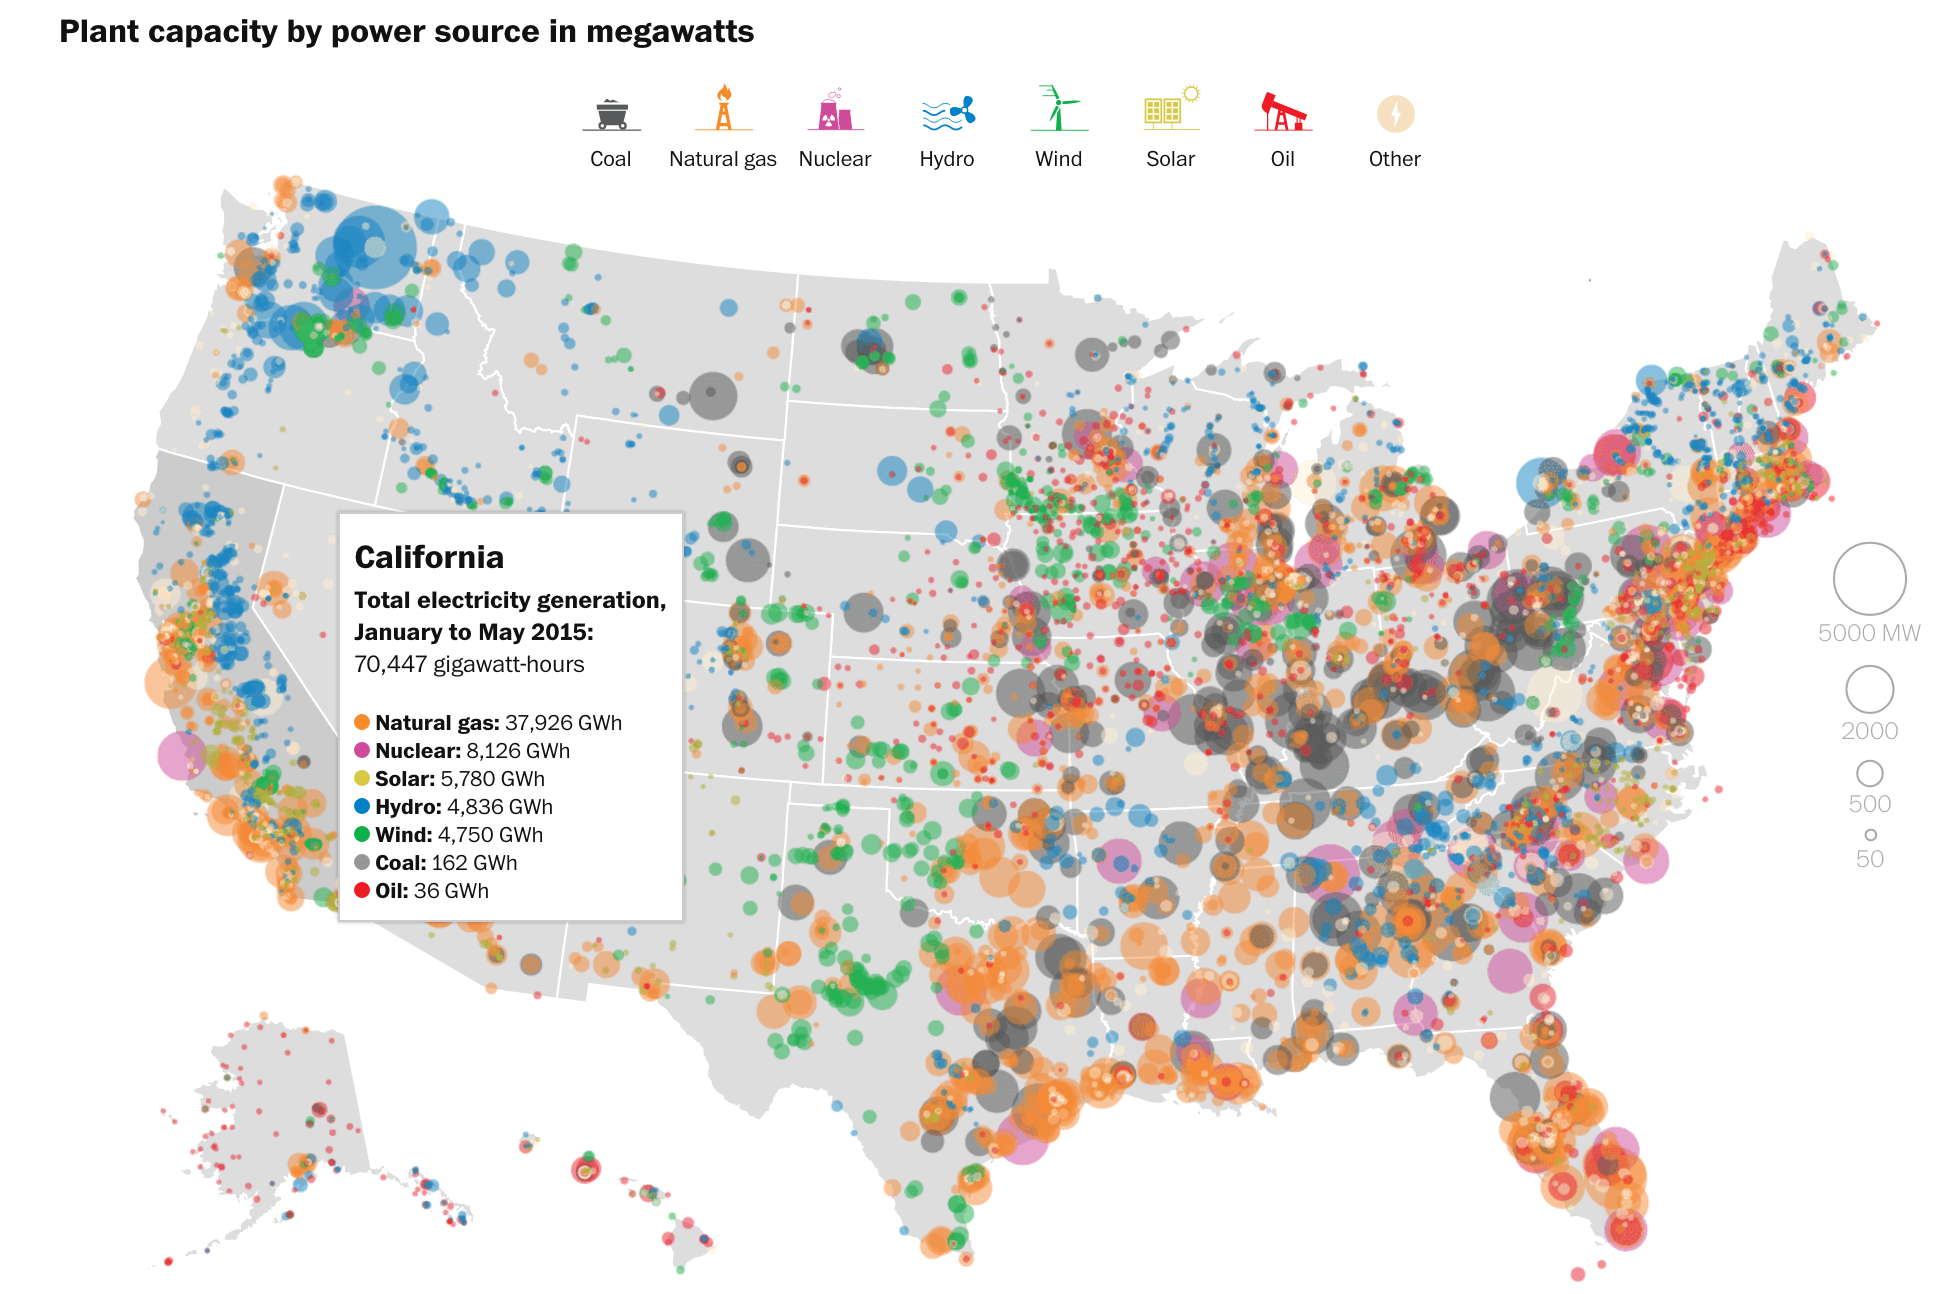 Plant capacity by power source in megawatts
Coal
Natural gas
Nuclear
Hydro
Wind
Solar
Oil
Other
California
Total electricity generation,
January to May 2015:
70,447 gigawatt-hours
Natural gas: 37,926 GWh
Nuclear: 8,126 GWh
Solar: 5,780 GWh
Hydro: 4,836 GWh
Wind: 4,750 GWh
Coal: 162 GWh
Oil: 36 GWh
5000 MW
2000
500
50